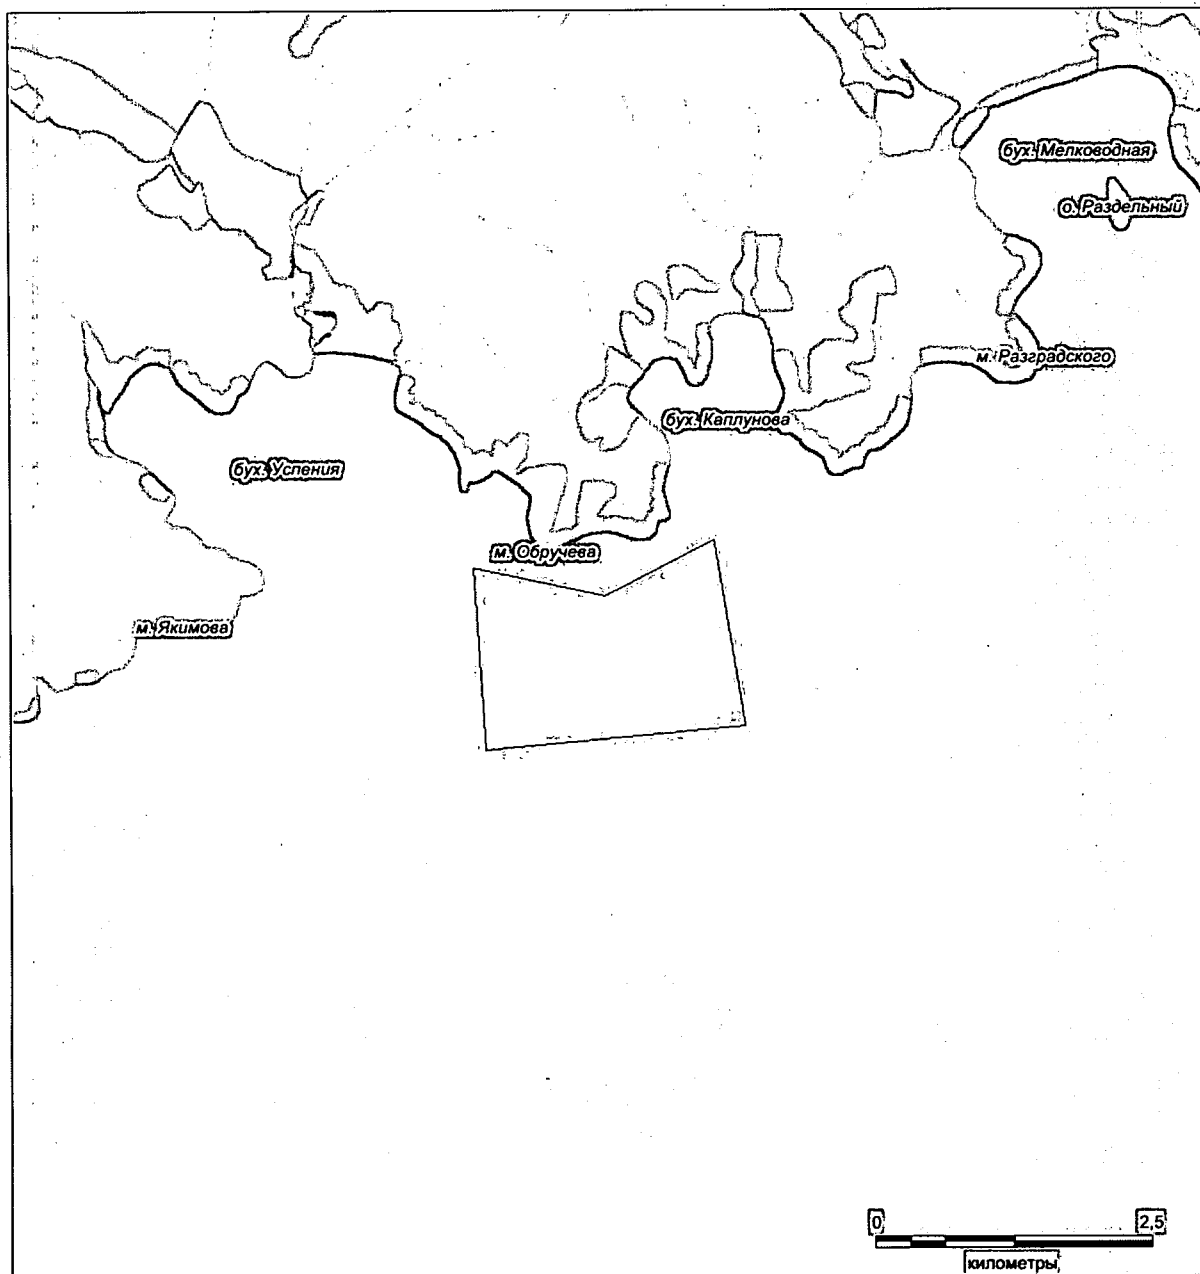 бух. Мелководная
о. Раздельный
м. Разградского
бух. Каплунова
бух. Успения
м. Обручева
м. Якимова
0 2,5
километры